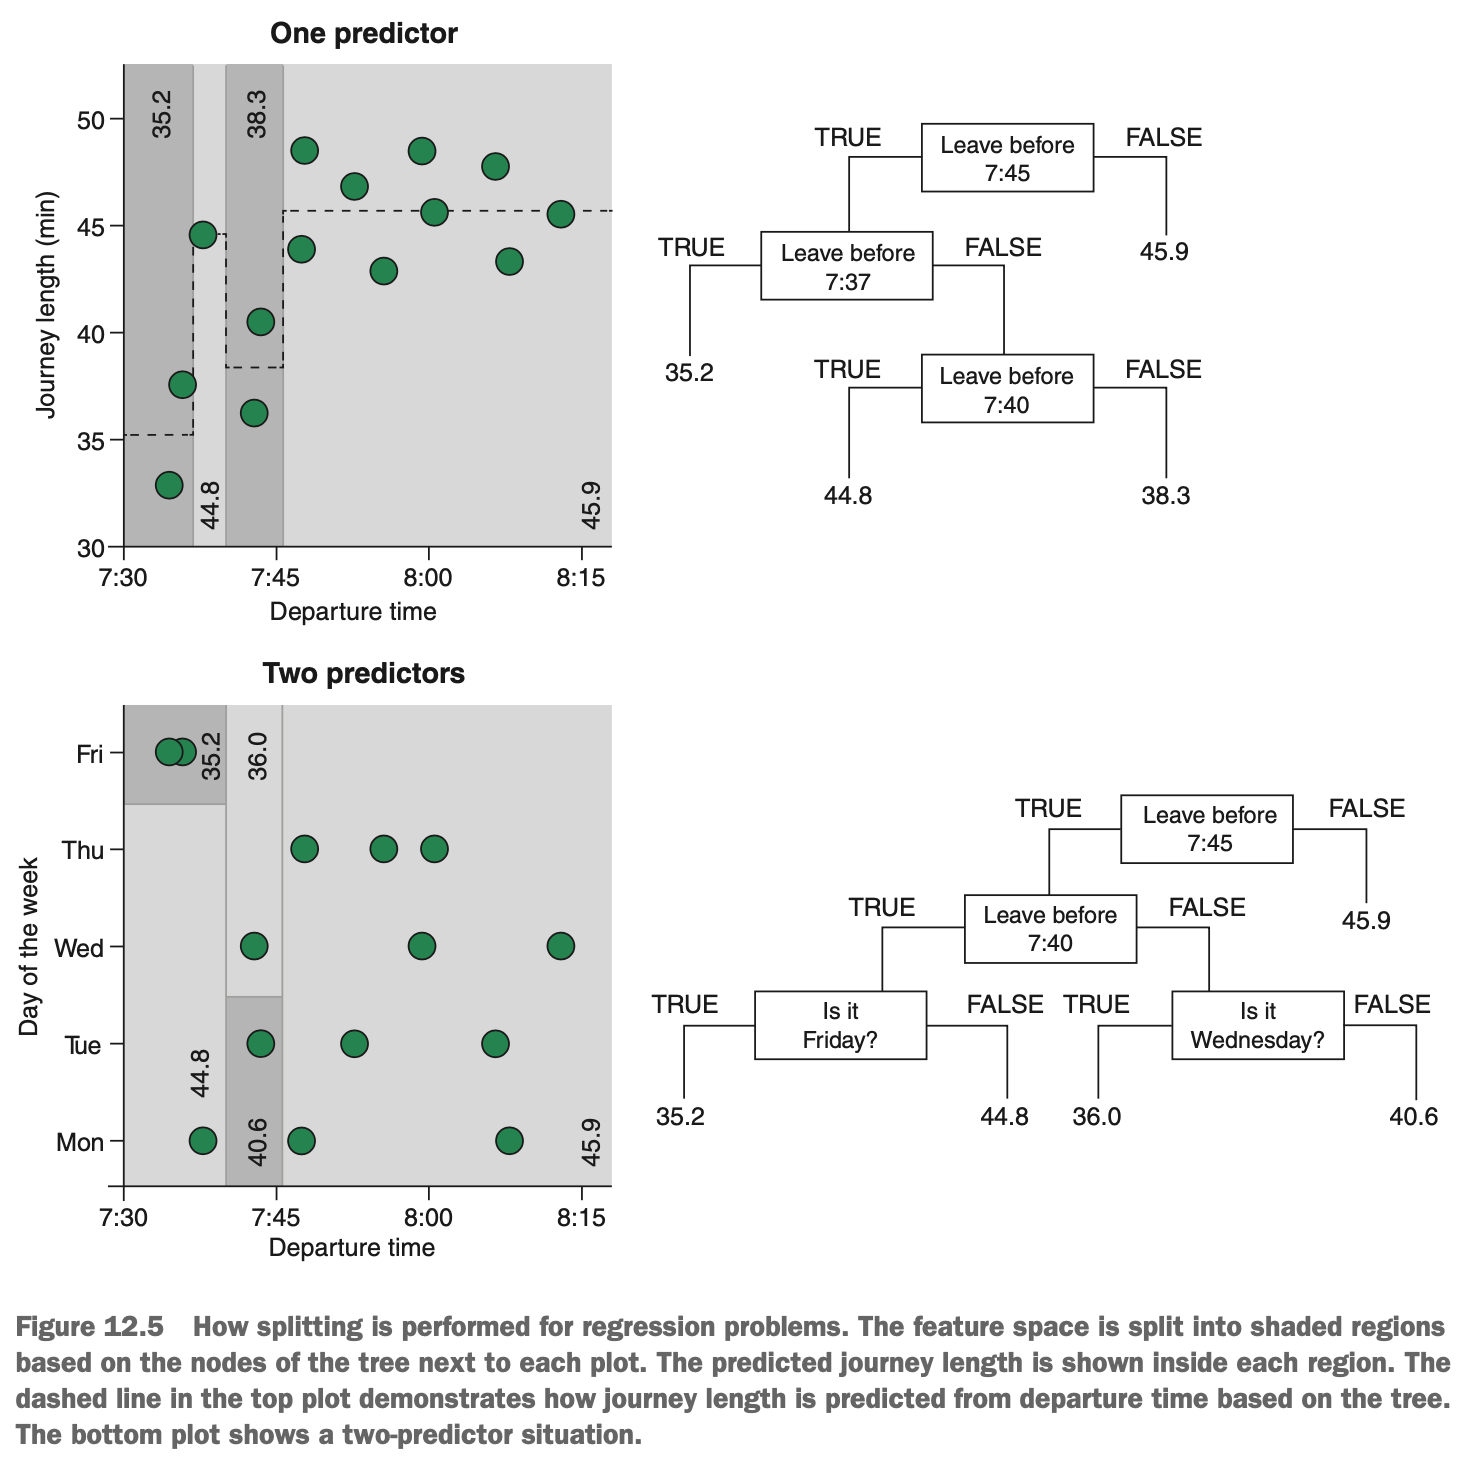 One predictor
35.2
38.3
50
45
40
35
30
Journey length (min)
44.8
45.9
7:30
7:45
8:00
8:15
Departure time
TRUE
Leave before
7:45
FALSE
TRUE
Leave before
7:37
FALSE
45.9
35.2
TRUE
Leave before
7:40
FALSE
44.8
38.3
Two predictors
Fri
Thu
Wed
Tue
Mon
Day of the week
35.2
36.0
44.8
40.6
45.9
7:30
7:45
8:00
8:15
Departure time
TRUE
Leave before
7:45
FALSE
TRUE
Leave before
7:40
FALSE
45.9
TRUE
Is it
Friday?
FALSE
TRUE
Is it
Wednesday?
FALSE
35.2
44.8
36.0
40.6
Figure 12.5 How splitting is performed for regression problems. The feature space is split into shaded regions
based on the nodes of the tree next to each plot. The predicted journey length is shown inside each region. The
dashed line in the top plot demonstrates how journey length is predicted from departure time based on the tree.
The bottom plot shows a two-predictor situation.